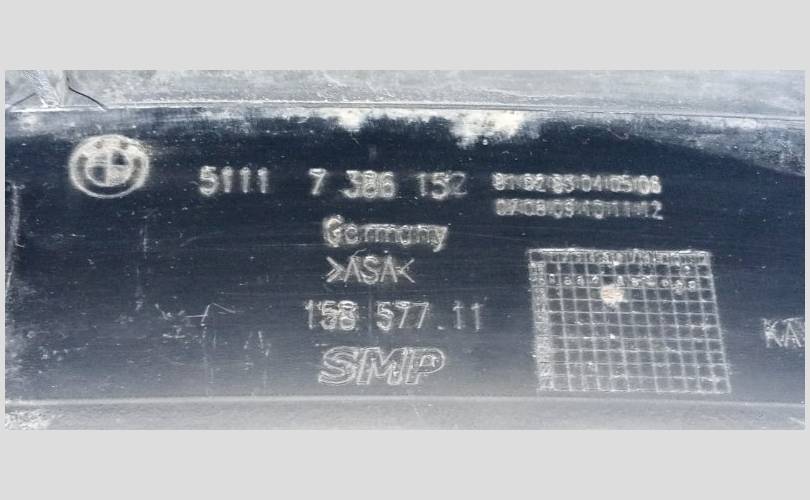 5111 7 386 152
01 02 03 04 05 06
07 08 09 10 11 12
Germany
>ASA<
158 577.11
SMP